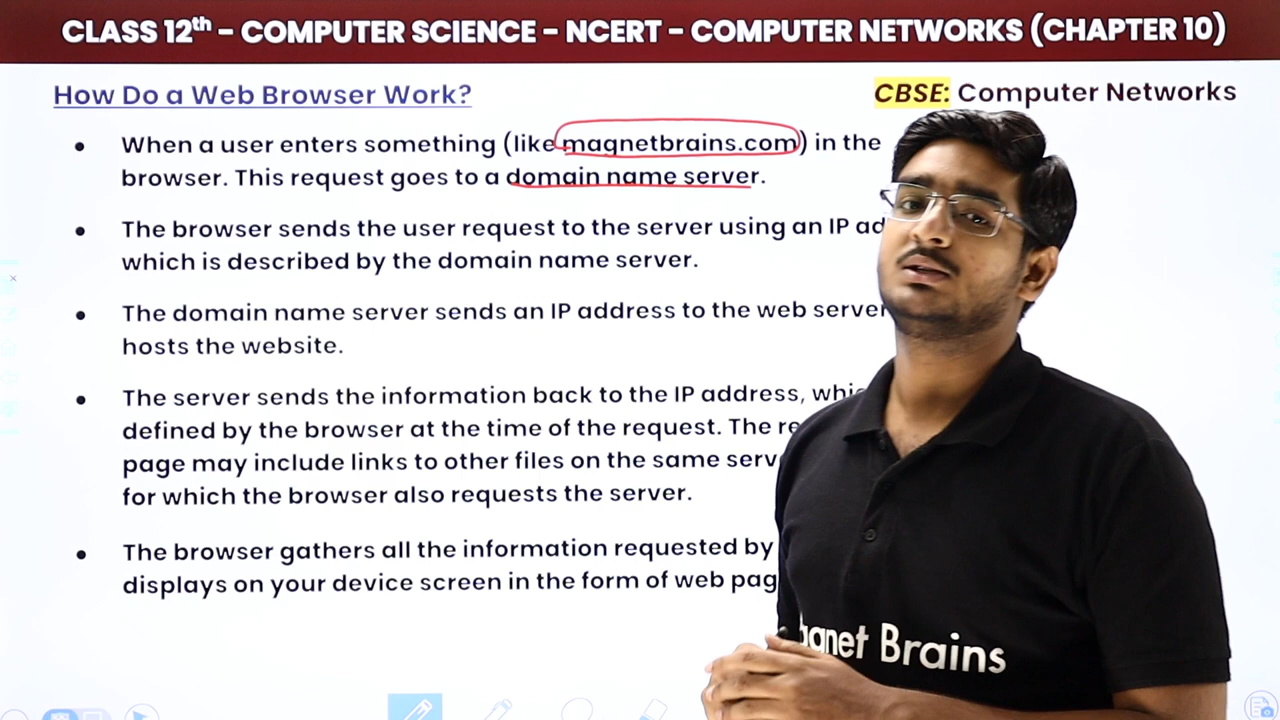 CLASS 12th – COMPUTER SCIENCE – NCERT – COMPUTER NETWORKS (CHAPTER 10)
How Do a Web Browser Work?
CBSE: Computer Networks
• When a user enters something (like magnetbrains.com) in the
browser. This request goes to a domain name server.
• The browser sends the user request to the server using an IP ad
which is described by the domain name server.
• The domain name server sends an IP address to the web server
hosts the website.
• The server sends the information back to the IP address, whic
defined by the browser at the time of the request. The re
page may include links to other files on the same serv
for which the browser also requests the server.
• The browser gathers all the information requested by
displays on your device screen in the form of web pag
agnet Brains